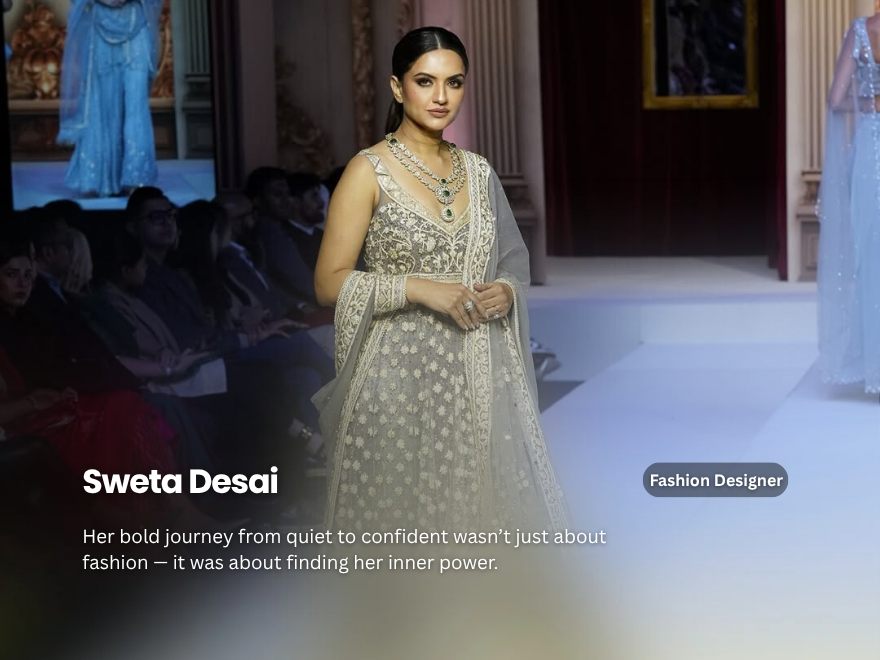 Sweta Desai
Fashion Designer
Her bold journey from quiet to confident wasn’t just about
fashion — it was about finding her inner power.